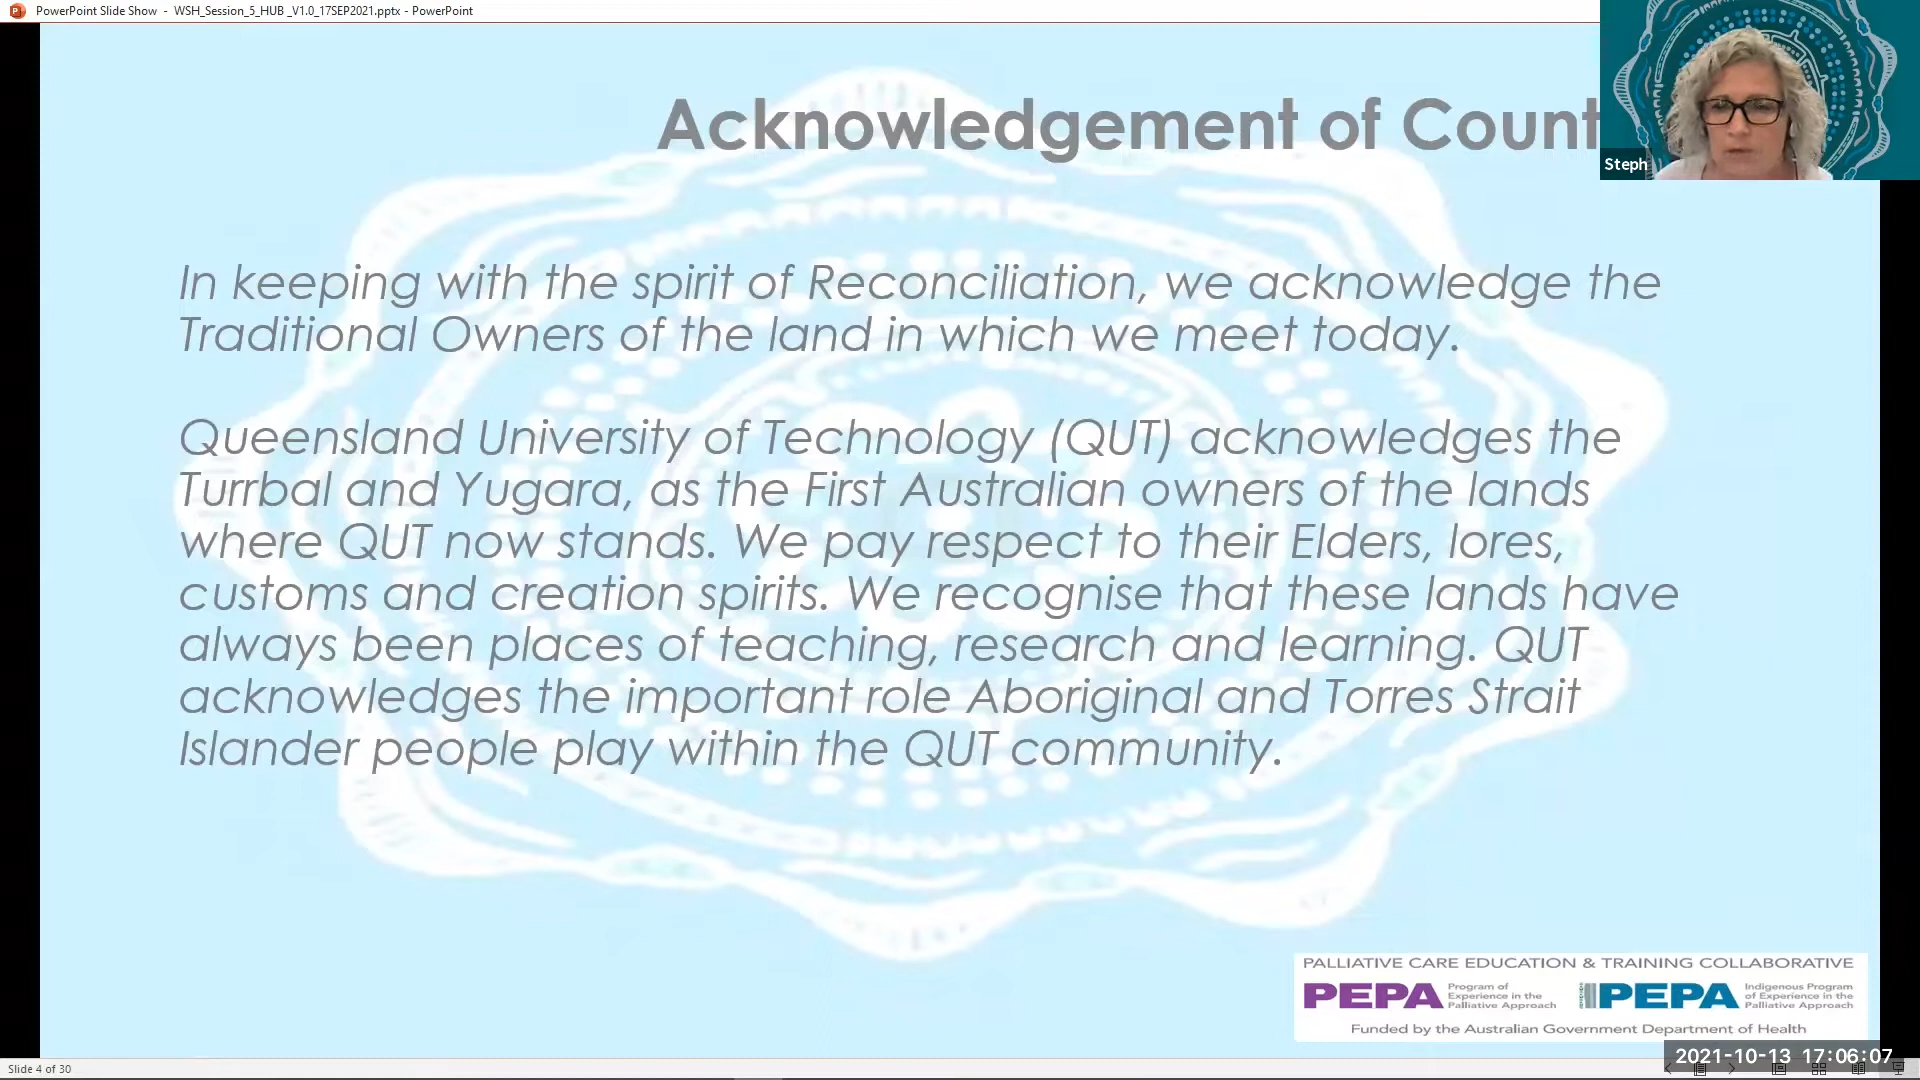 PowerPoint Slide Show - WSH_Session_5_HUB _V1.0_17SEP2021.pptx - PowerPoint
Acknowledgement of Count
Steph
In keeping with the spirit of Reconciliation, we acknowledge the
Traditional Owners of the land in which we meet today.
Queensland University of Technology (QUT) acknowledges the
Turrbal and Yugara, as the First Australian owners of the lands
where QUT now stands. We pay respect to their Elders, lores,
customs and creation spirits. We recognise that these lands have
always been places of teaching, research and learning. QUT
acknowledges the important role Aboriginal and Torres Strait
Islander people play within the QUT community.
PALLIATIVE CARE EDUCATION & TRAINING COLLABORATIVE
PEPA Program of
Experience in the
Palliative Approach
IPEPA Indigenous Program
of Experience in the
Palliative Approach
Funded by the Australian Government Department of Health
2021-10-13 17:06:07
Slide 4 of 30